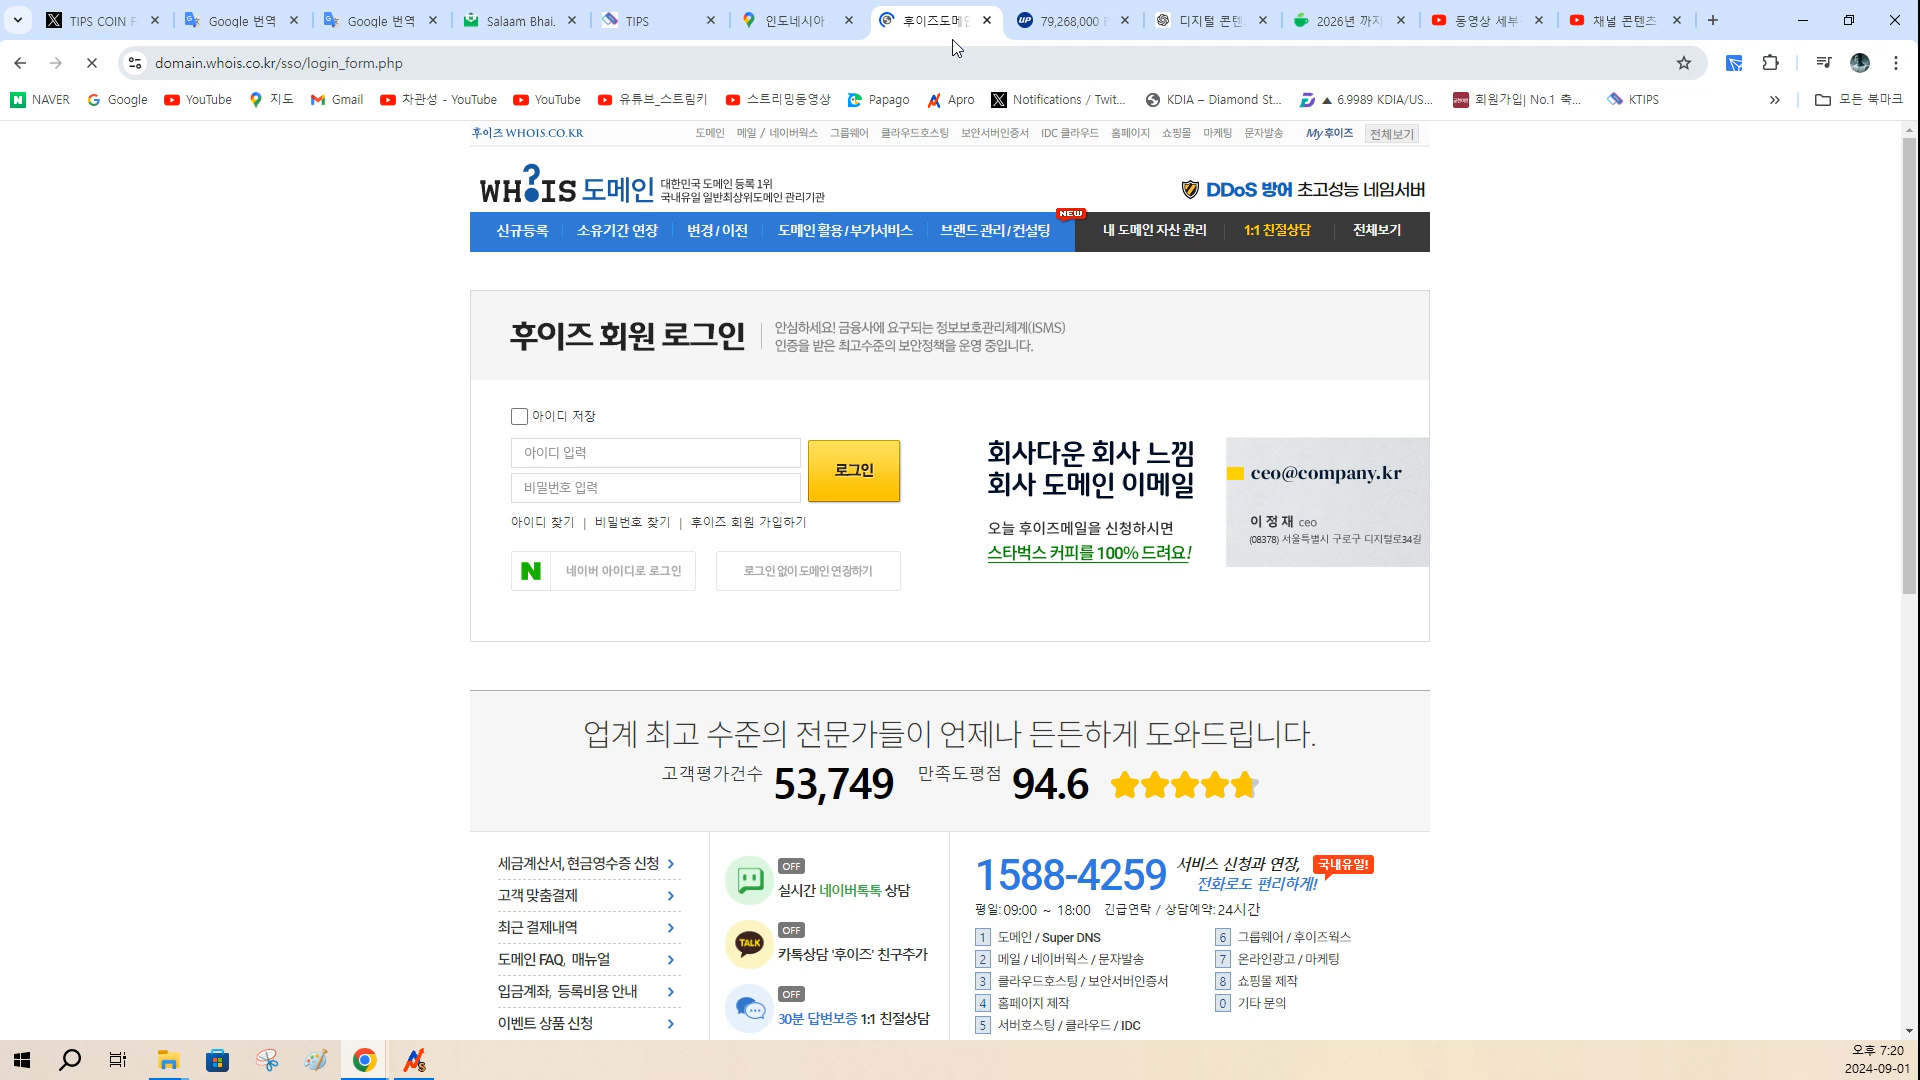 TIPS COIN F
Google 번역
Google 번역
Salaam Bhai.
TIPS
인도네시아
후이즈도메인
79,268,000
디지털 콘텐
2026년 까지
동영상 세부
채널 콘텐츠
domain.whois.co.kr/sso/login_form.php
NAVER
Google
YouTube
지도
Gmail
차관성 - YouTube
YouTube
유튜브_스트림키
스트리밍동영상
Papago
Apro
Notifications / Twit...
KDIA – Diamond St...
▲ 6.9989 KDIA/US...
회원가입| No.1 축...
KTIPS
»
모든 북마크
후이즈 WHOIS.CO.KR
도메인 메일 / 네이버웍스 그룹웨어 클라우드호스팅 보안서버인증서 IDC 클라우드 홈페이지 쇼핑몰 마케팅 문자발송 My후이즈 전체보기
WH?IS 도메인
대한민국 도메인 등록 1위
국내유일 일반최상위도메인 관리기관
DDoS 방어 초고성능 네임서버
NEW
신규등록 소유기간 연장 변경 / 이전 도메인 활용 / 부가서비스 브랜드 관리 / 컨설팅 내 도메인 자산 관리 1:1 친절상담 전체보기
후이즈 회원 로그인
안심하세요! 금융사에 요구되는 정보보호관리체계(ISMS)
인증을 받은 최고수준의 보안정책을 운영 중입니다.
아이디 저장
아이디 입력
비밀번호 입력
로그인
아이디 찾기 | 비밀번호 찾기 | 후이즈 회원 가입하기
N 네이버 아이디로 로그인
로그인 없이 도메인 연장하기
회사다운 회사 느낌
회사 도메인 이메일
오늘 후이즈메일을 신청하시면
스타벅스 커피를 100% 드려요!
ceo@company.kr
이 정 재 ceo
(08378) 서울특별시 구로구 디지털로34길
업계 최고 수준의 전문가들이 언제나 든든하게 도와드립니다.
고객평가건수 53,749 만족도평점 94.6
세금계산서, 현금영수증 신청
고객 맞춤결제
최근 결제내역
도메인 FAQ, 매뉴얼
입금계좌, 등록비용 안내
이벤트 상품 신청
OFF
실시간 네이버톡톡 상담
TALK
OFF
카톡상담 '후이즈' 친구추가
OFF
30분 답변보증 1:1 친절상담
1588-4259
서비스 신청과 연장,
전화로도 편리하게!
국내유일!
평일:09:00 ~ 18:00 긴급연락 / 상담예약:24시간
1 도메인 / Super DNS
2 메일 / 네이버웍스 / 문자발송
3 클라우드호스팅 / 보안서버인증서
4 홈페이지 제작
5 서버호스팅 / 클라우드 / IDC
6 그룹웨어 / 후이즈웍스
7 온라인광고 / 마케팅
8 쇼핑몰 제작
0 기타 문의
오후 7:20
2024-09-01